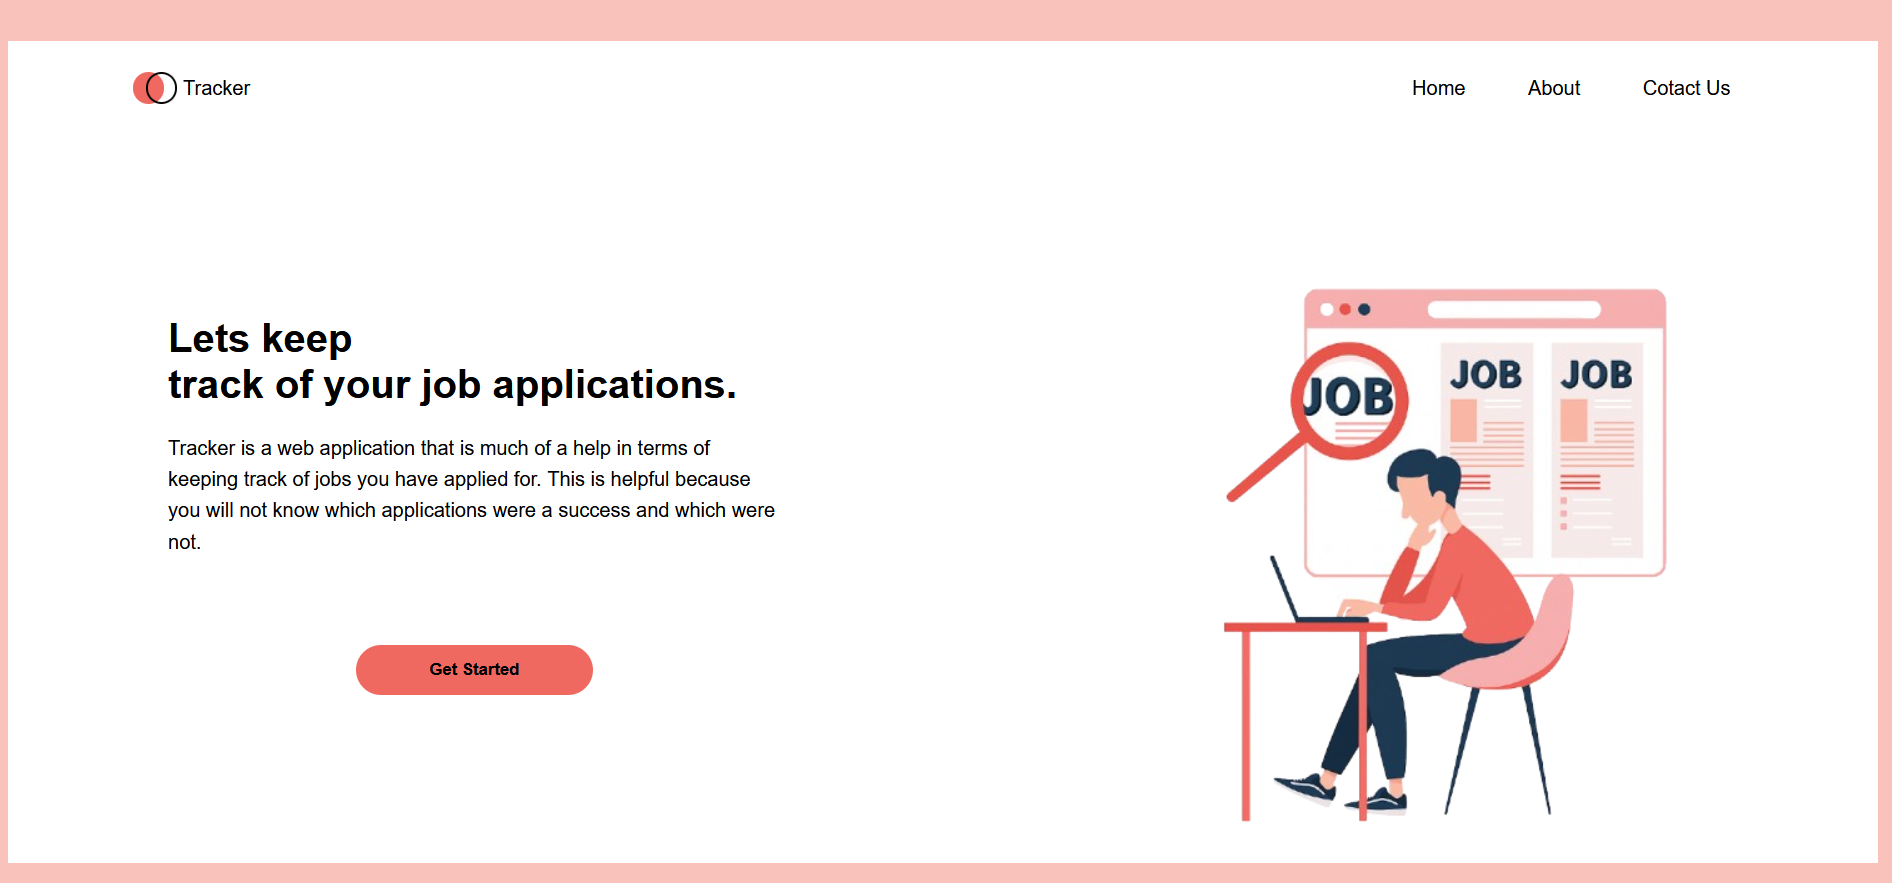 Tracker
Home
About
Cotact Us
Lets keep
track of your job applications.
Tracker is a web application that is much of a help in terms of
keeping track of jobs you have applied for. This is helpful because
you will not know which applications were a success and which were
not.
Get Started
JOB
JOB
JOB